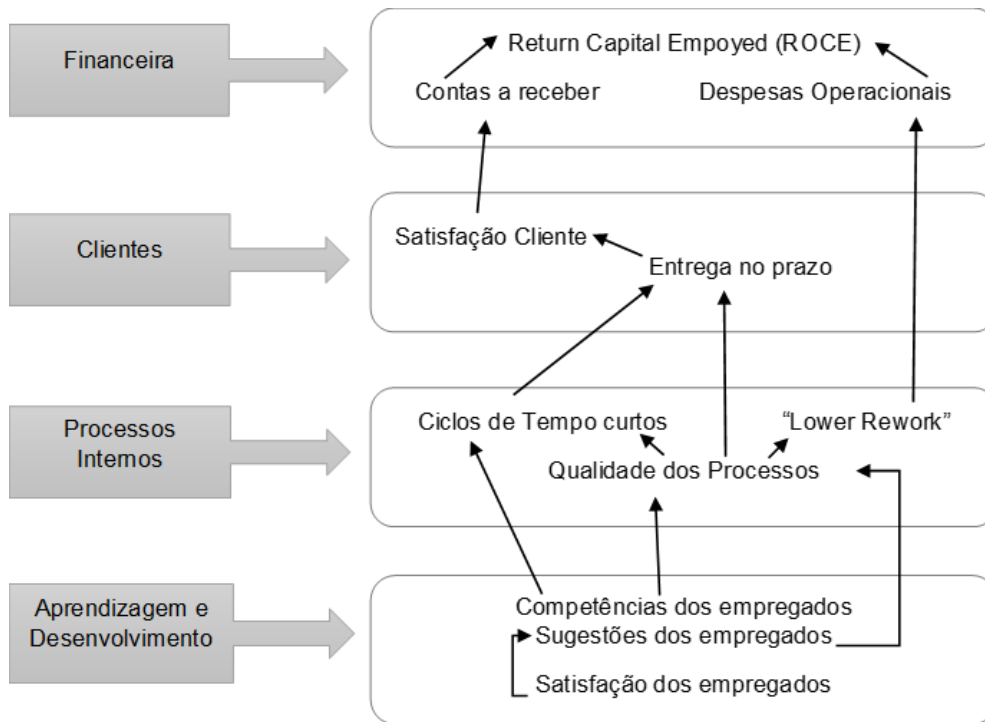 Financeira
Return Capital Empoyed (ROCE)
Contas a receber
Despesas Operacionais
Clientes
Satisfação Cliente
Entrega no prazo
Processos
Internos
Ciclos de Tempo curtos
“Lower Rework”
Qualidade dos Processos
Aprendizagem e
Desenvolvimento
Competências dos empregados
Sugestões dos empregados
Satisfação dos empregados